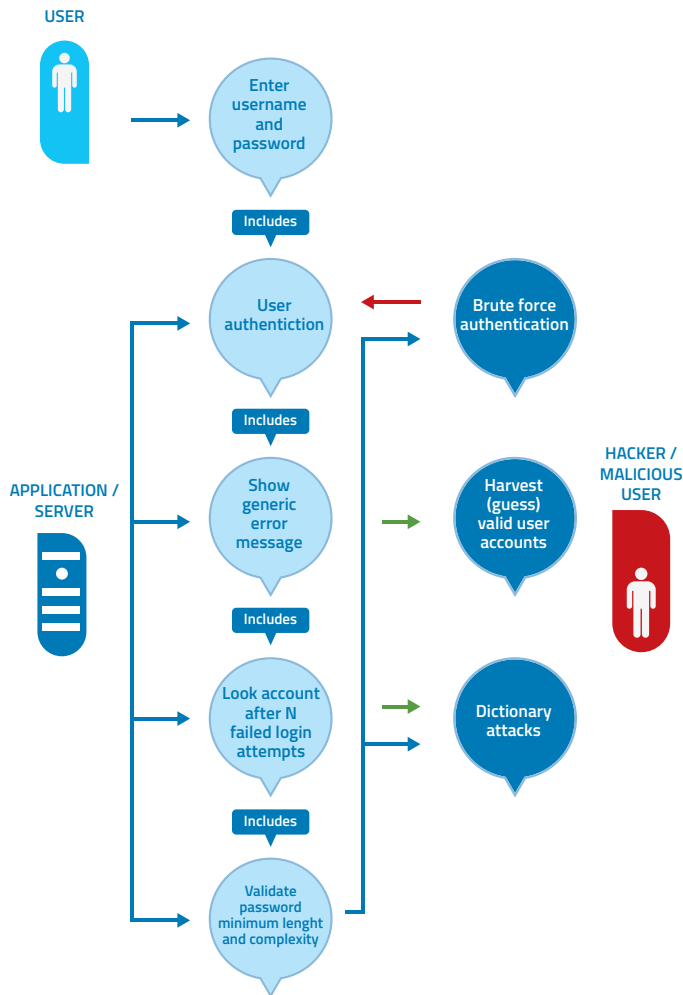 USER
Enter
username
and
password
Includes
User
authentiction
Brute force
authentication
Includes
APPLICATION /
SERVER
Show
generic
error
message
Harvest
(guess)
valid user
accounts
HACKER /
MALICIOUS
USER
Includes
Look account
after N
failed login
attempts
Dictionary
attacks
Includes
Validate
password
minimum lenght
and complexity